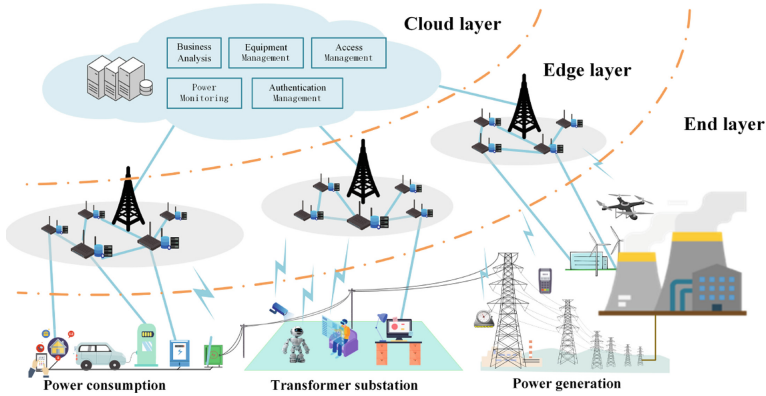 Cloud layer
Business
Analysis
Equipment
Management
Access
Management
Power
Monitoring
Authentication
Management
Edge layer
End layer
Power consumption
Transformer substation
Power generation